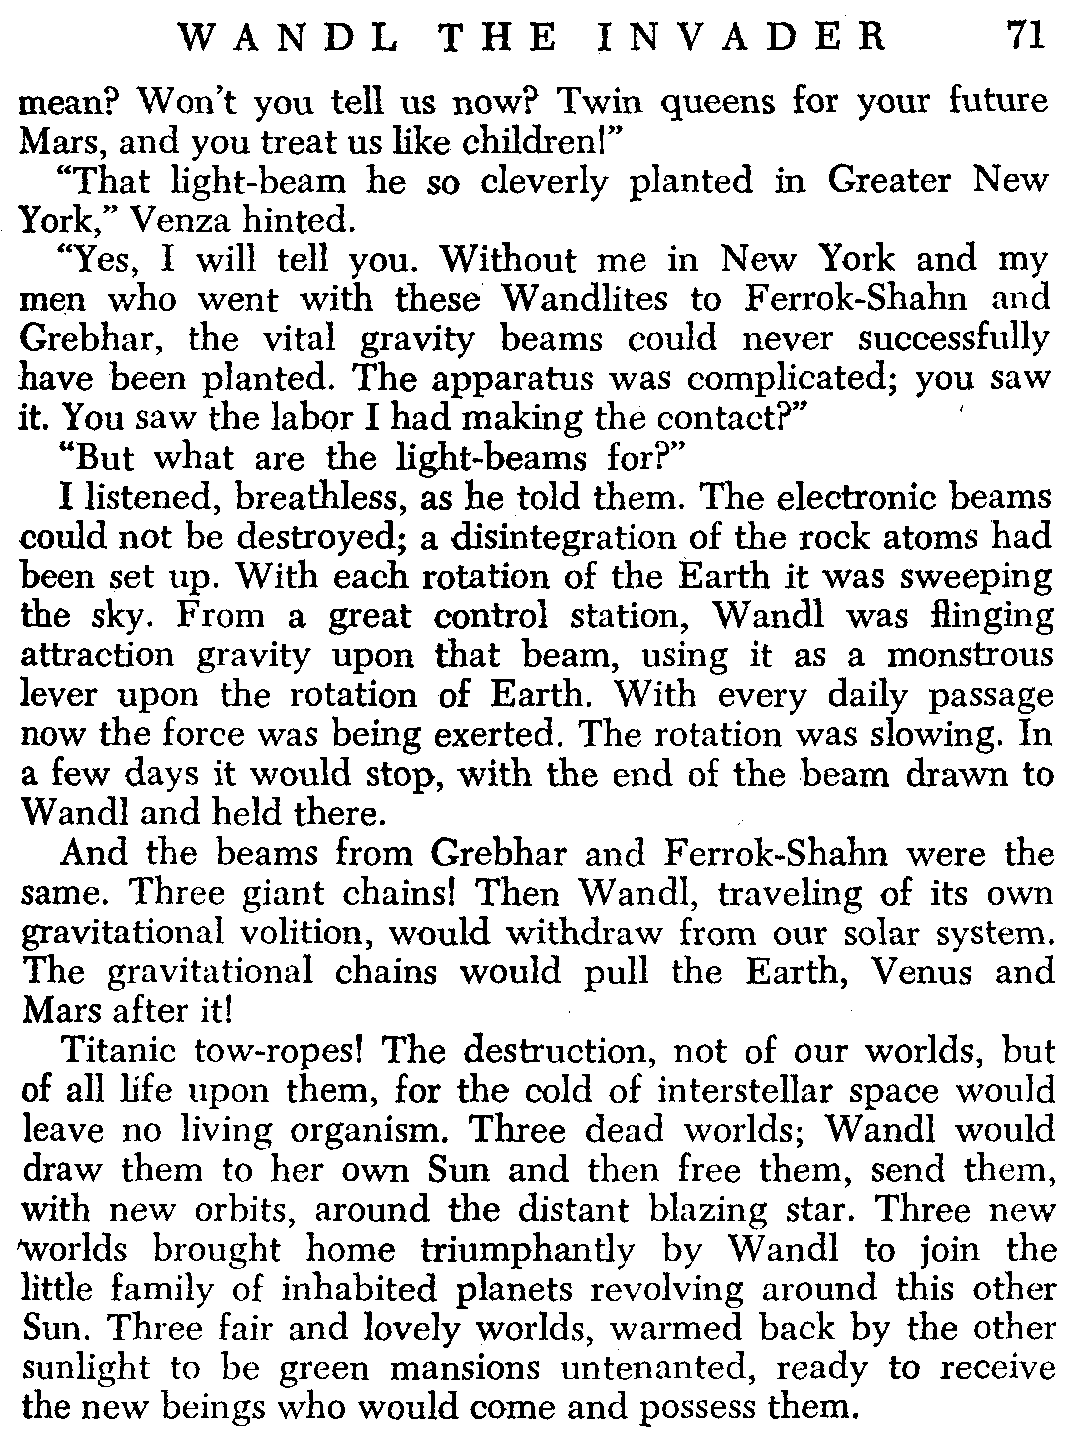 WANDL THE INVADER 71
mean? Won't you tell us now? Twin queens for your future
Mars, and you treat us like children!"
"That light-beam he so cleverly planted in Greater New
York," Venza hinted.
"Yes, I will tell you. Without me in New York and my
men who went with these Wandlites to Ferrok-Shahn and
Grebhar, the vital gravity beams could never successfully
have been planted. The apparatus was complicated; you saw
it. You saw the labor I had making the contact?"
"But what are the light-beams for?"
I listened, breathless, as he told them. The electronic beams
could not be destroyed; a disintegration of the rock atoms had
been set up. With each rotation of the Earth it was sweeping
the sky. From a great control station, Wandl was flinging
attraction gravity upon that beam, using it as a monstrous
lever upon the rotation of Earth. With every daily passage
now the force was being exerted. The rotation was slowing. In
a few days it would stop, with the end of the beam drawn to
Wandl and held there.
And the beams from Grebhar and Ferrok-Shahn were the
same. Three giant chains! Then Wandl, traveling of its own
gravitational volition, would withdraw from our solar system.
The gravitational chains would pull the Earth, Venus and
Mars after it!
Titanic tow-ropes! The destruction, not of our worlds, but
of all life upon them, for the cold of interstellar space would
leave no living organism. Three dead worlds; Wandl would
draw them to her own Sun and then free them, send them,
with new orbits, around the distant blazing star. Three new
worlds brought home triumphantly by Wandl to join the
little family of inhabited planets revolving around this other
Sun. Three fair and lovely worlds, warmed back by the other
sunlight to be green mansions untenanted, ready to receive
the new beings who would come and possess them.